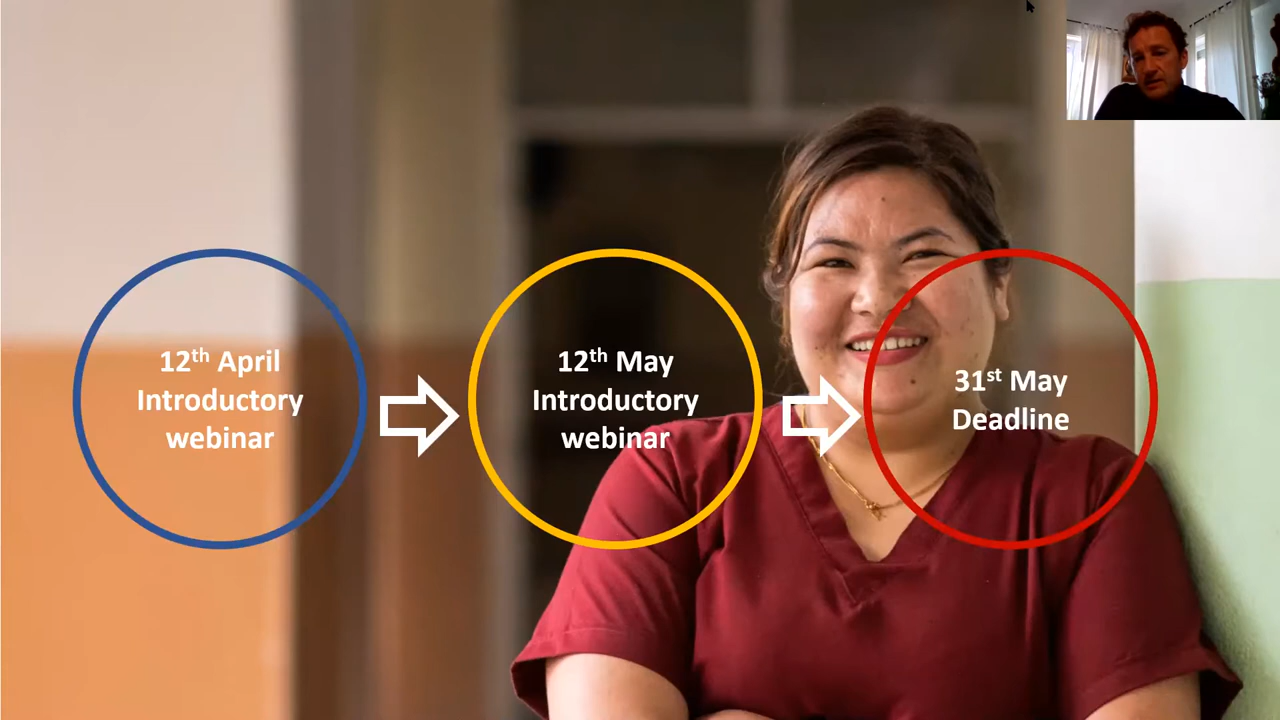 12th April
Introductory
webinar
12th May
Introductory
webinar
31st May
Deadline